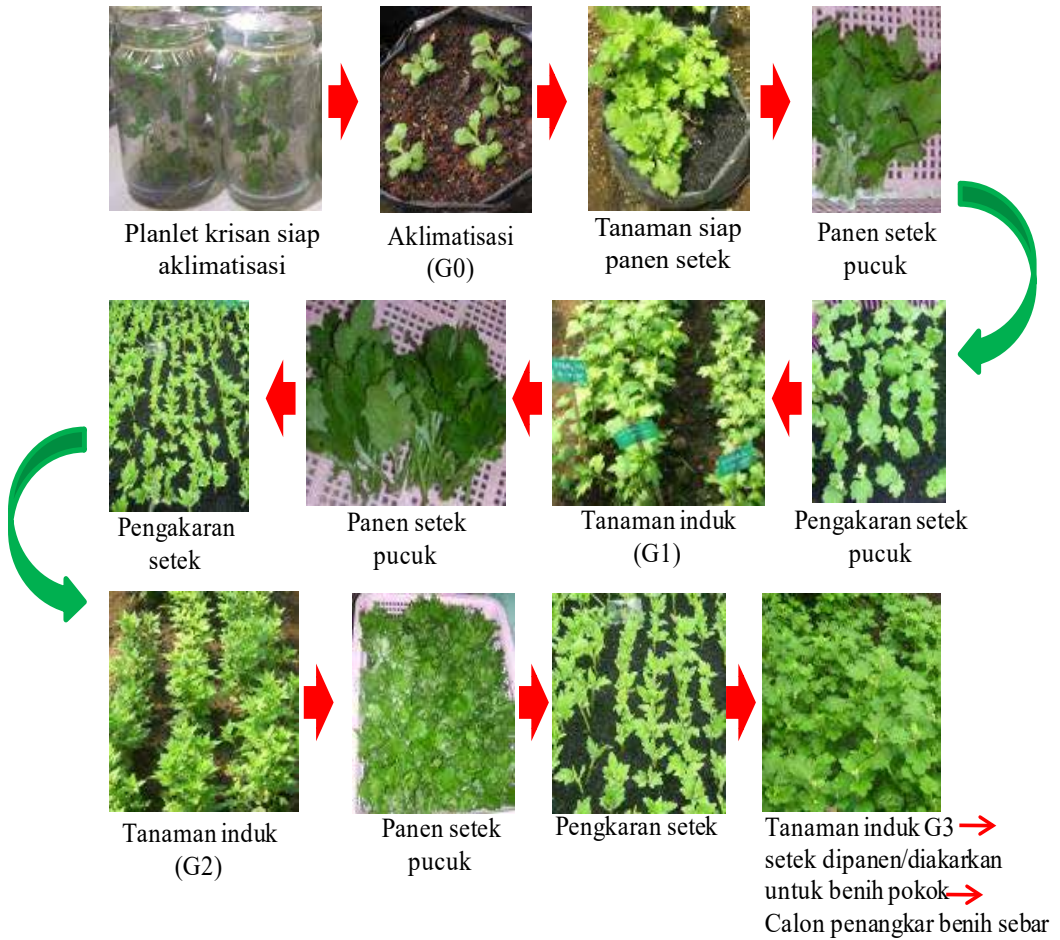 Planlet krisan siap
aklimatisasi
Aklimatisasi
(G0)
Tanaman siap
panen setek
Panen setek
pucuk
Pengakaran
setek
Panen setek
pucuk
Tanaman induk
(G1)
Pengakaran setek
pucuk
Tanaman induk
(G2)
Panen setek
pucuk
Pengkaran setek
Tanaman induk G3
setek dipanen/diakarkan
untuk benih pokok
Calon penangkar benih sebar